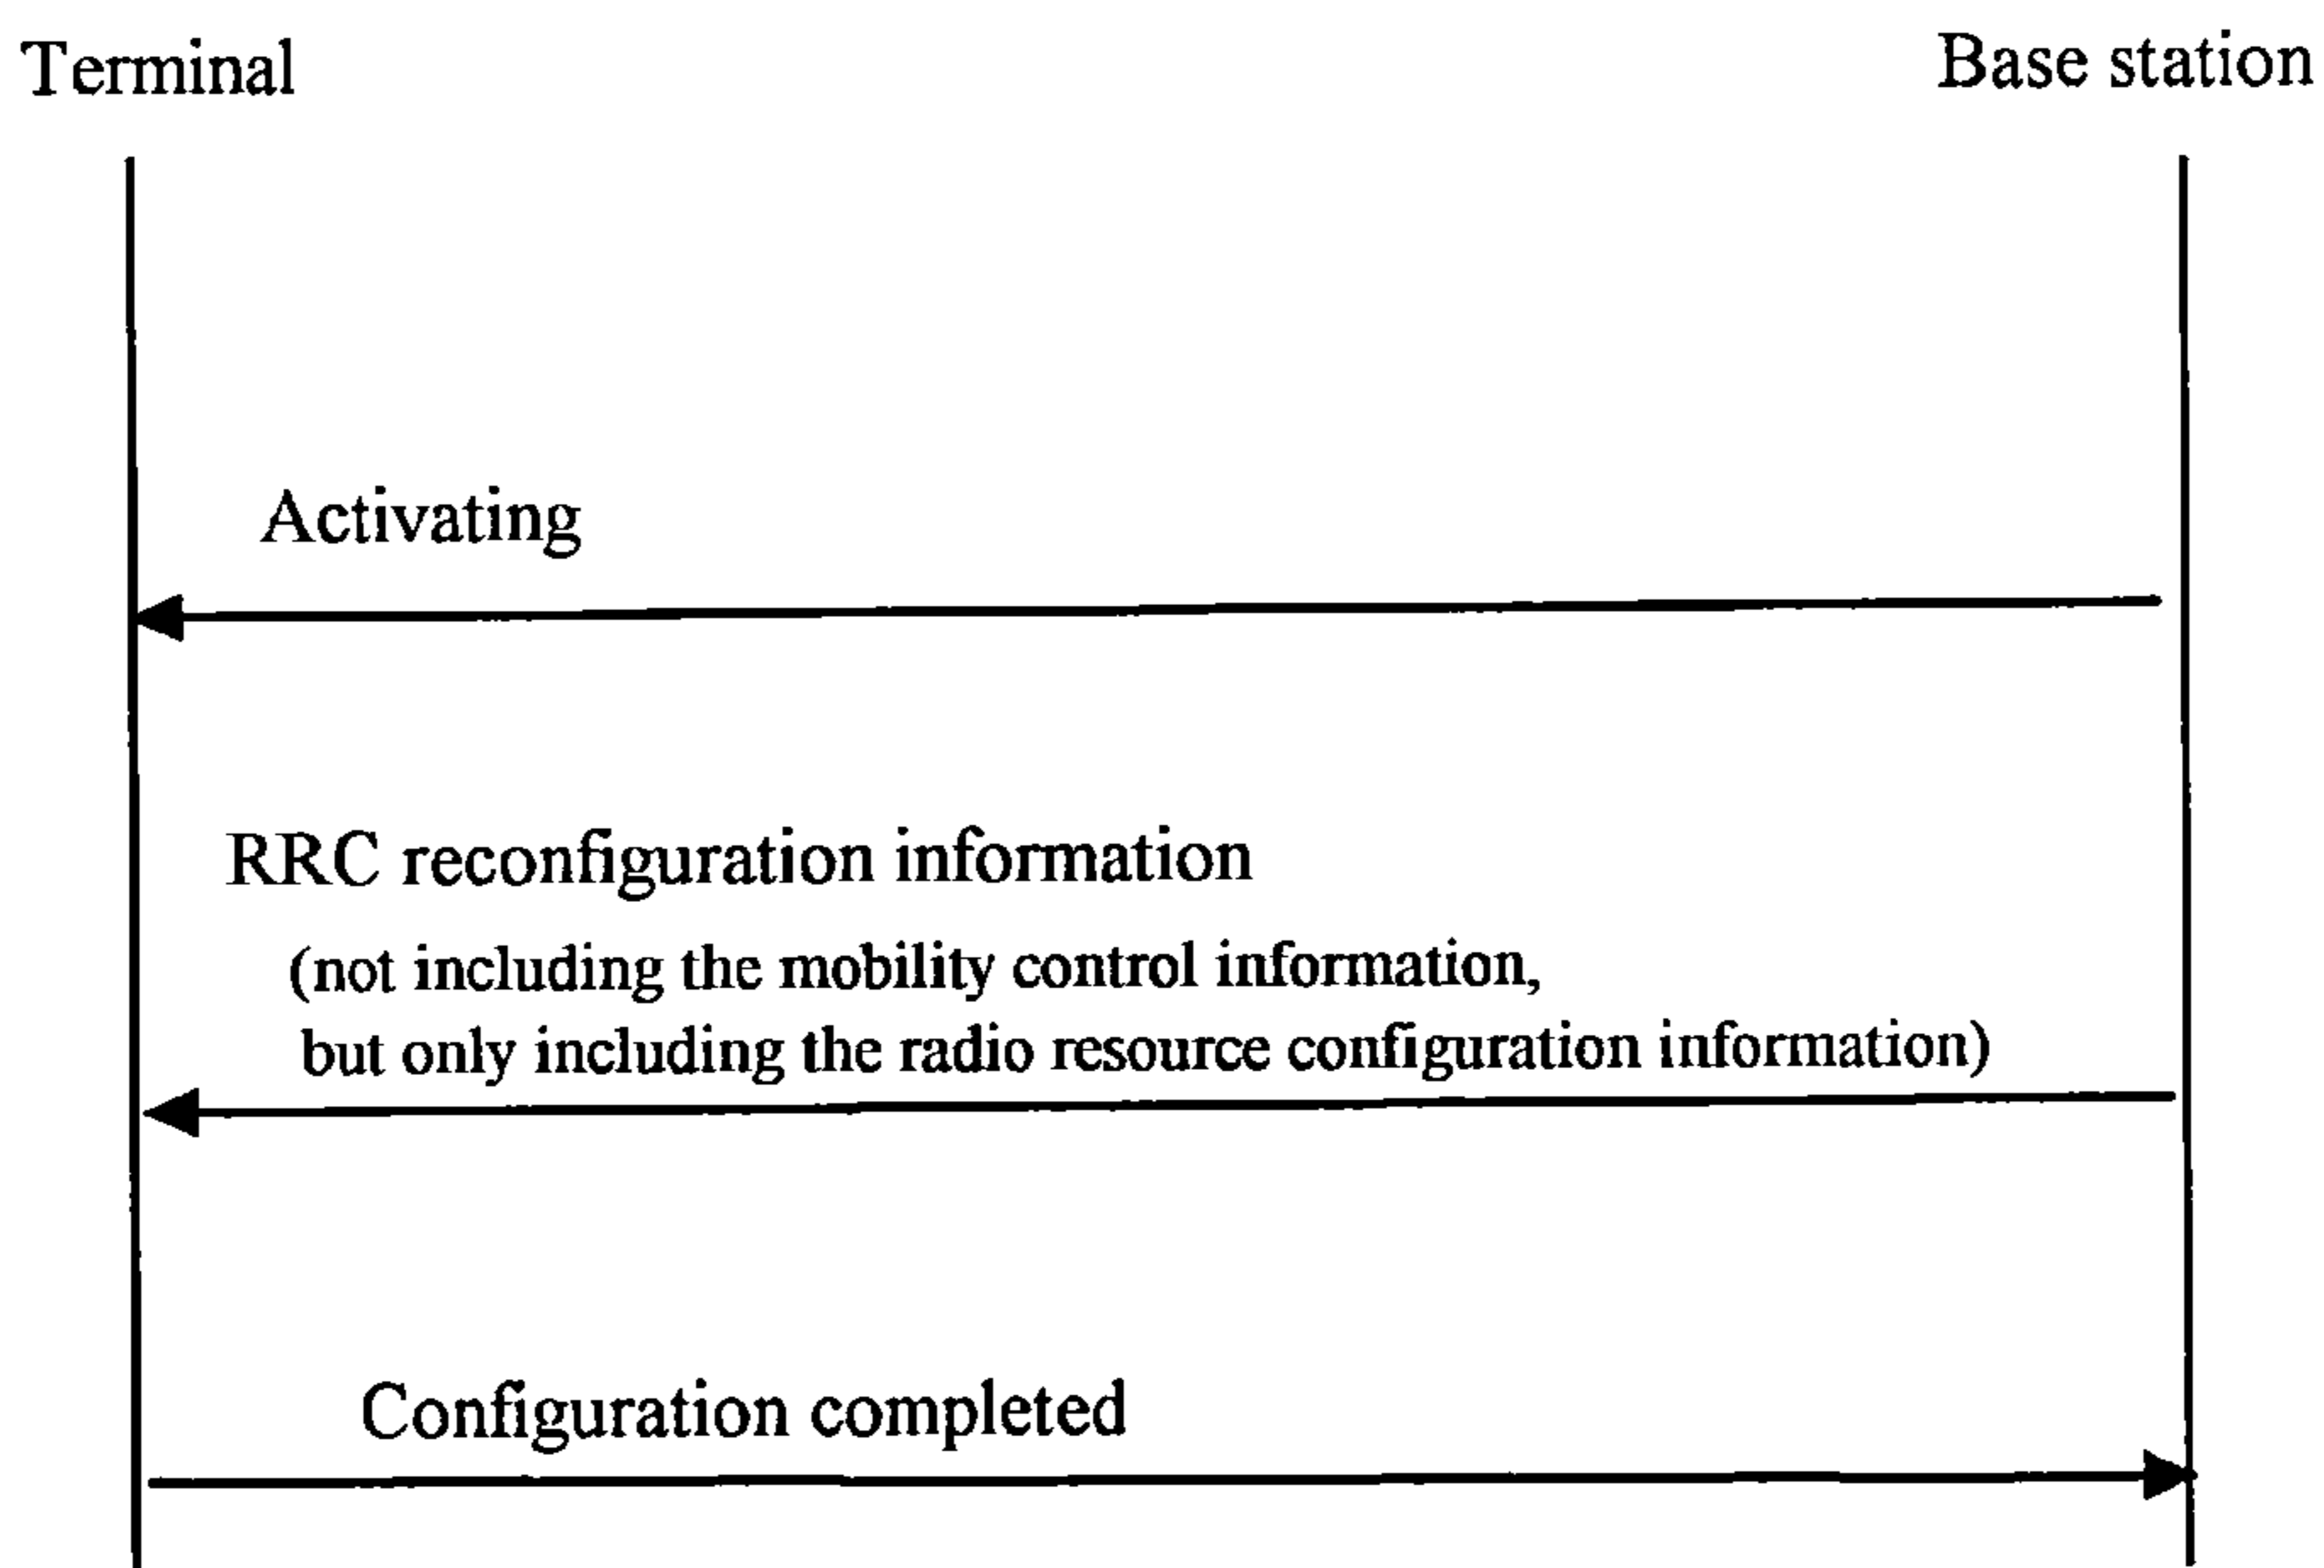 Terminal
Base station
Activating
RRC reconfiguration information
(not including the mobility control information,
but only including the radio resource configuration information)
Configuration completed